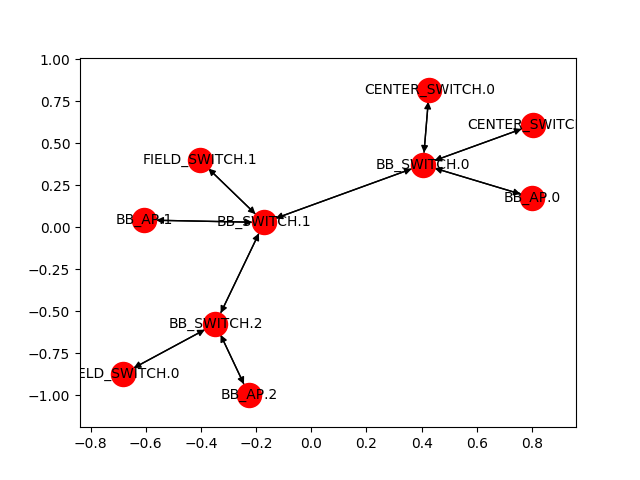 1.00
0.75
0.50
0.25
0.00
−0.25
−0.50
−0.75
−1.00
CENTER_SWITCH.0
CENTER_SWITC
FIELD_SWITCH.1
BB_SWITCH.0
BB_AP.0
BB_AP.1
BB_SWITCH.1
BB_SWITCH.2
ELD_SWITCH.0
BB_AP.2
−0.8 −0.6 −0.4 −0.2 0.0 0.2 0.4 0.6 0.8